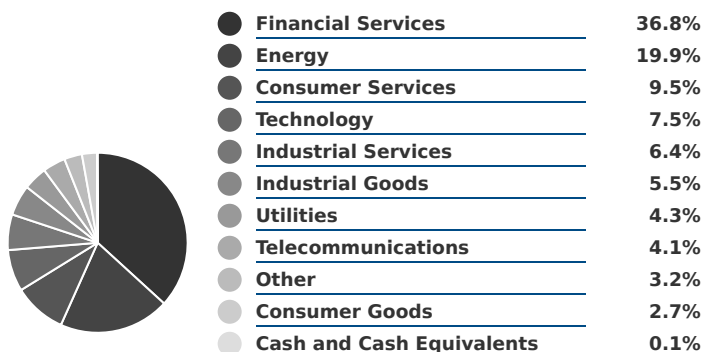 Financial Services 36.8%
Energy 19.9%
Consumer Services 9.5%
Technology 7.5%
Industrial Services 6.4%
Industrial Goods 5.5%
Utilities 4.3%
Telecommunications 4.1%
Other 3.2%
Consumer Goods 2.7%
Cash and Cash Equivalents 0.1%